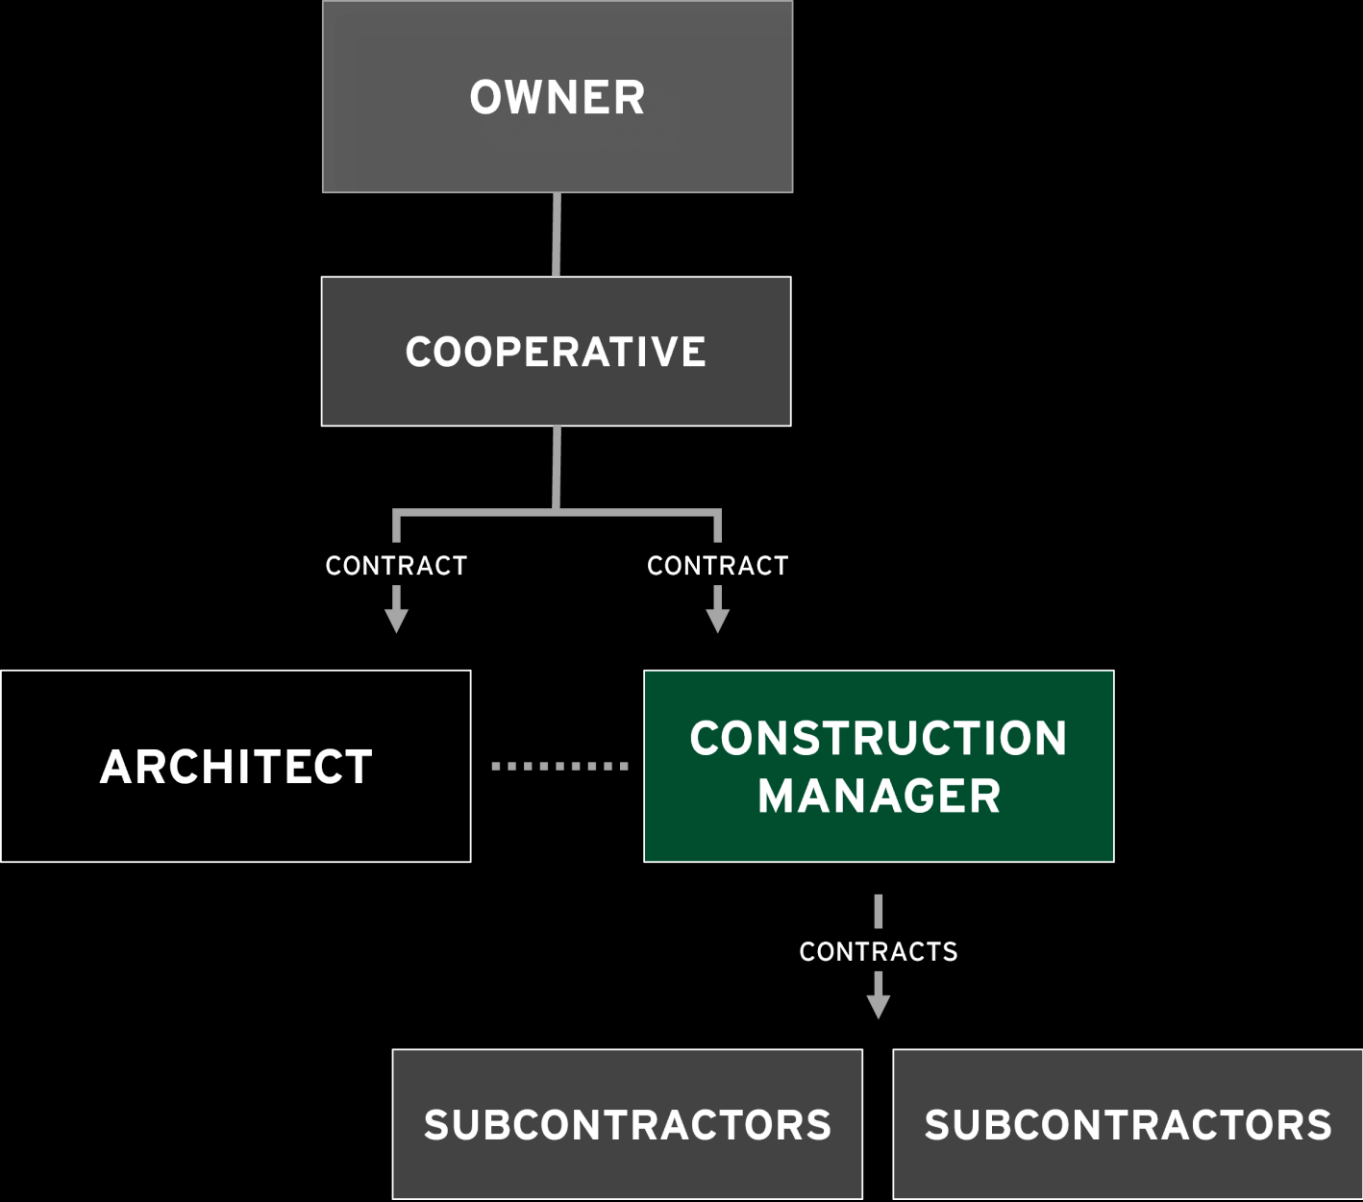 OWNER
COOPERATIVE
CONTRACT
CONTRACT
ARCHITECT
CONSTRUCTION
MANAGER
CONTRACTS
SUBCONTRACTORS
SUBCONTRACTORS